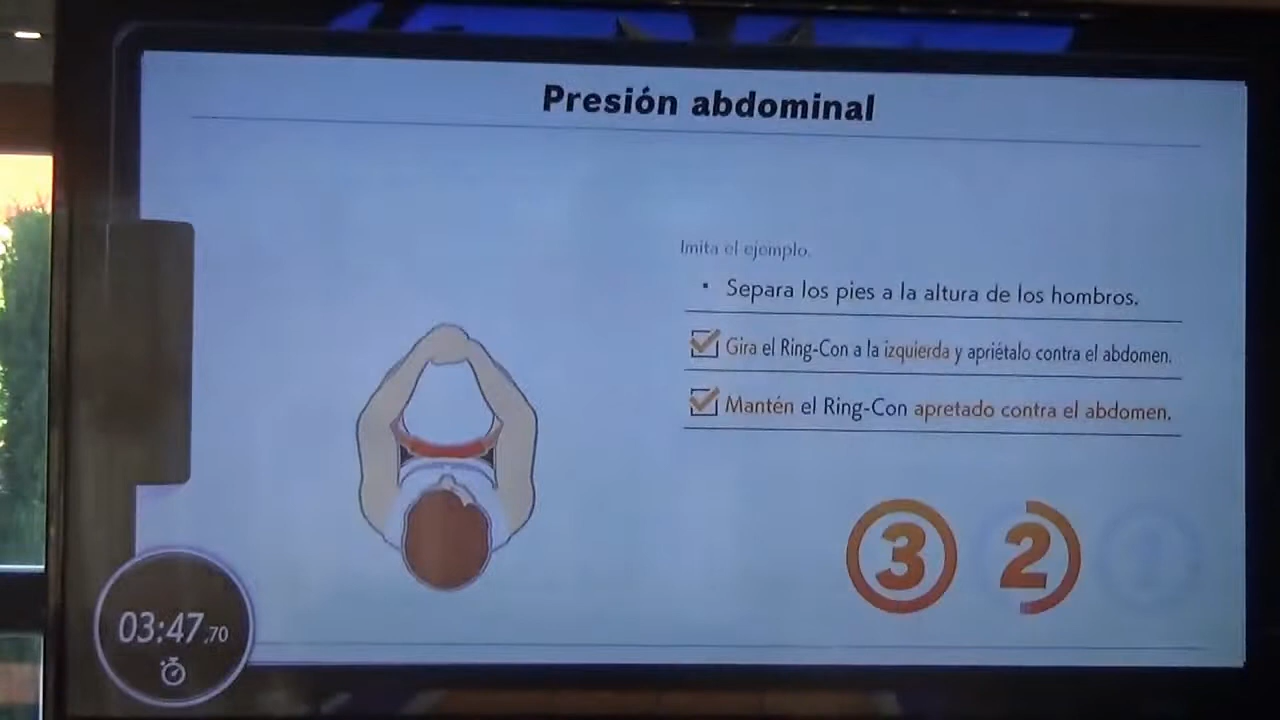 Presión abdominal
Imita el ejemplo.
· Separa los pies a la altura de los hombros.
Gira el Ring-Con a la izquierda y apriétalo contra el abdomen.
Mantén el Ring-Con apretado contra el abdomen.
3 2 1
03:47.70